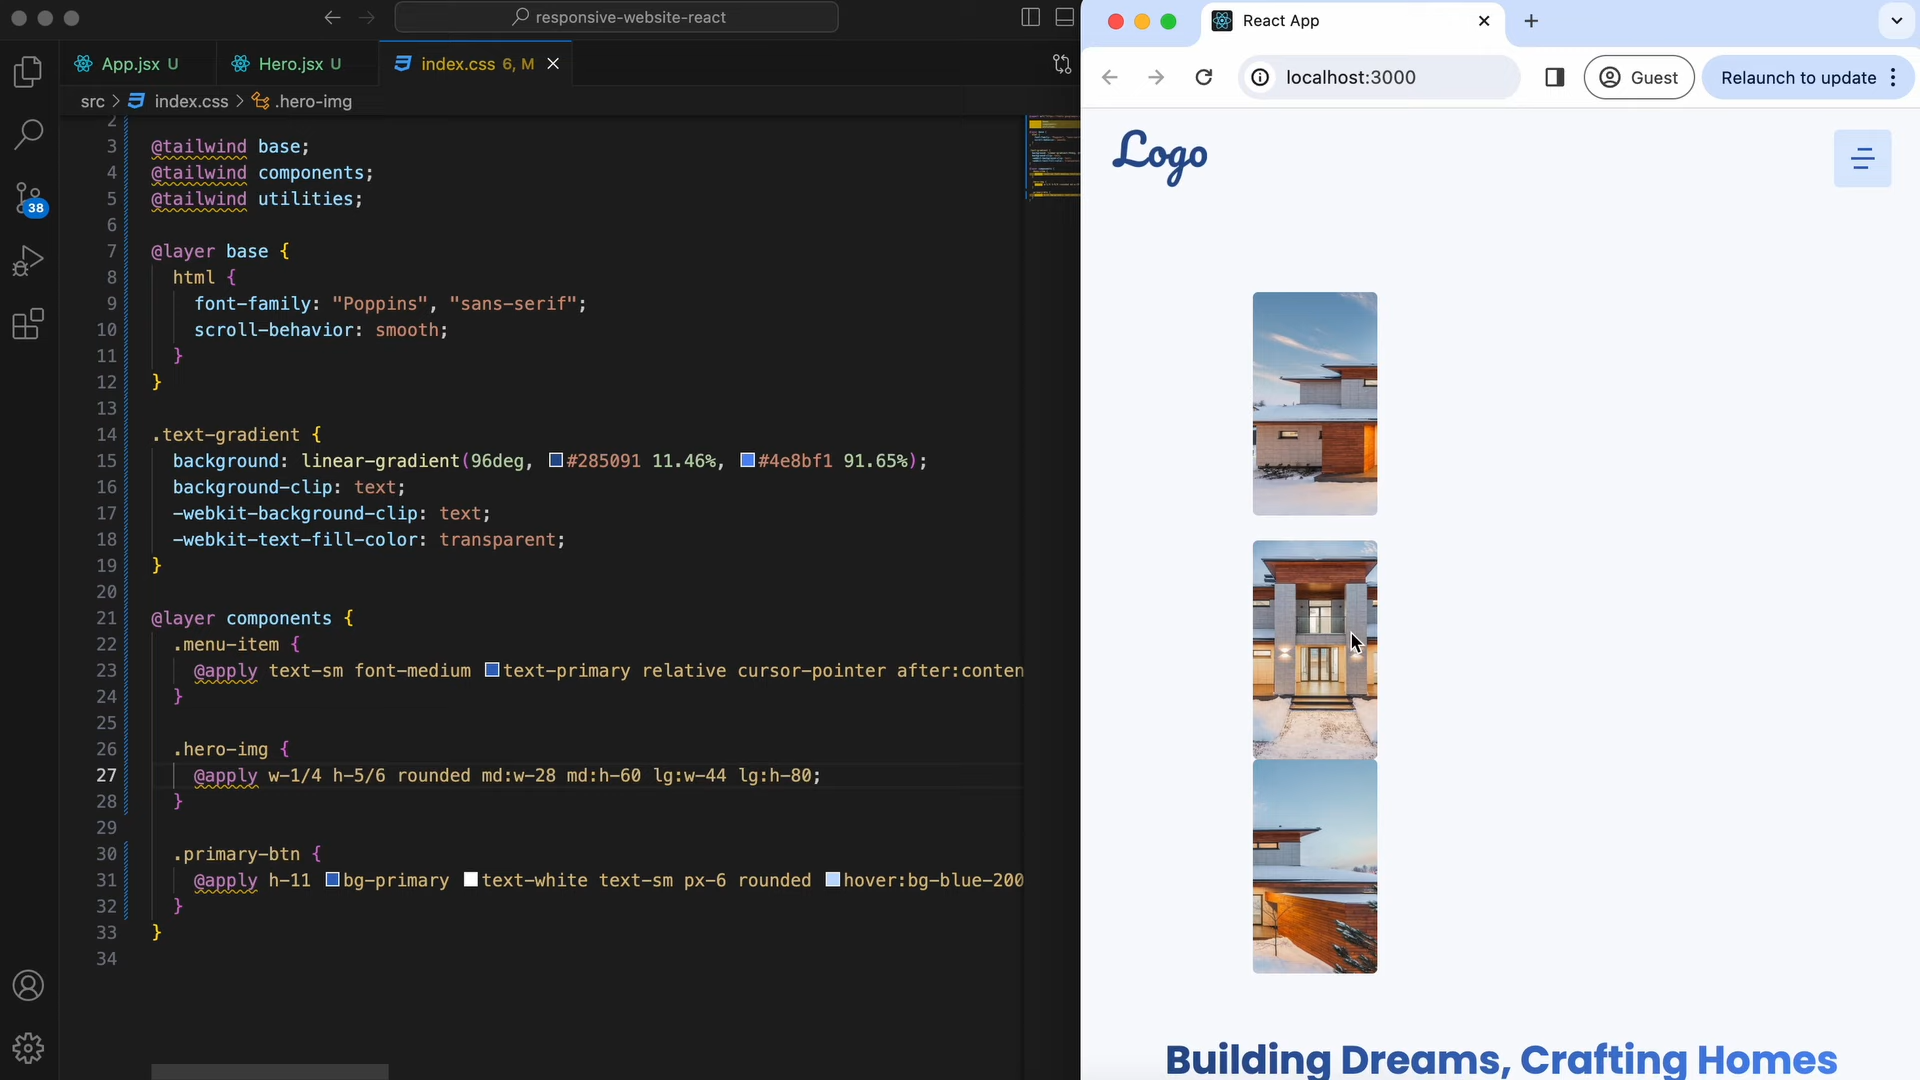 responsive-website-react
App.jsx U
Hero.jsx U
index.css 6, M
src > index.css > .hero-img
2
3 @tailwind base;
4 @tailwind components;
5 @tailwind utilities;
6
7 @layer base {
8 html {
9 font-family: "Poppins", "sans-serif";
10 scroll-behavior: smooth;
11 }
12 }
13
14 .text-gradient {
15 background: linear-gradient(96deg, #285091 11.46%, #4e8bf1 91.65%);
16 background-clip: text;
17 -webkit-background-clip: text;
18 -webkit-text-fill-color: transparent;
19 }
20
21 @layer components {
22 .menu-item {
23 @apply text-sm font-medium text-primary relative cursor-pointer after:conten
24 }
25
26 .hero-img {
27 @apply w-1/4 h-5/6 rounded md:w-28 md:h-60 lg:w-44 lg:h-80;
28 }
29
30 .primary-btn {
31 @apply h-11 bg-primary text-white text-sm px-6 rounded hover:bg-blue-200
32 }
33 }
34
38
React App
localhost:3000
Guest
Relaunch to update
Logo
Building Dreams, Crafting Homes